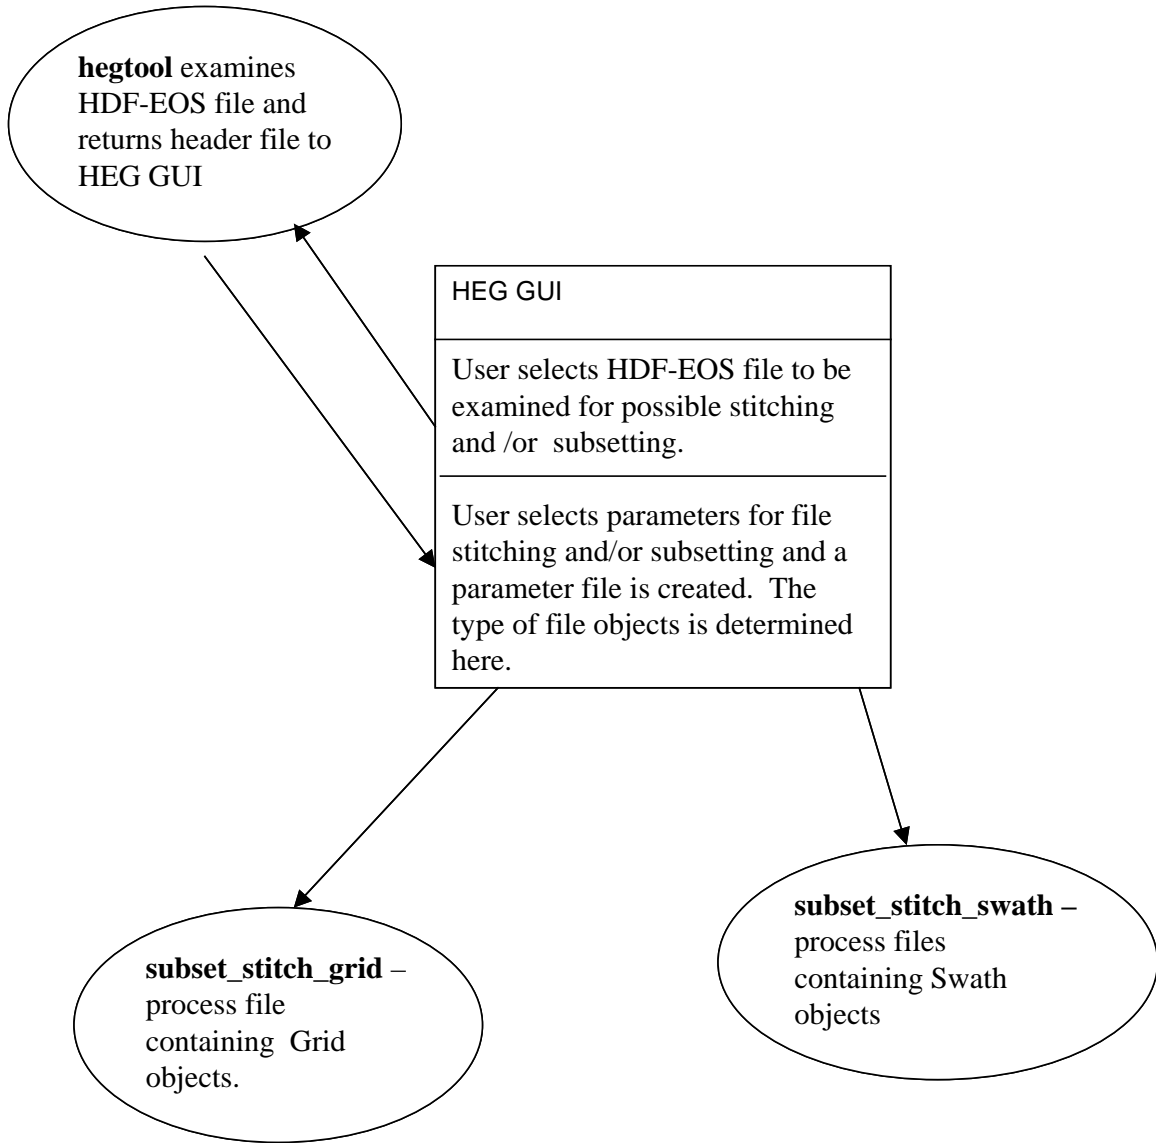 hegtool examines
HDF-EOS file and
returns header file to
HEG GUI
HEG GUI
User selects HDF-EOS file to be
examined for possible stitching
and /or  subsetting.
User selects parameters for file
stitching and/or subsetting and a
parameter file is created.  The
type of file objects is determined
here.
subset_stitch_swath –
process files
containing Swath
objects
subset_stitch_grid –
process file
containing  Grid
objects.